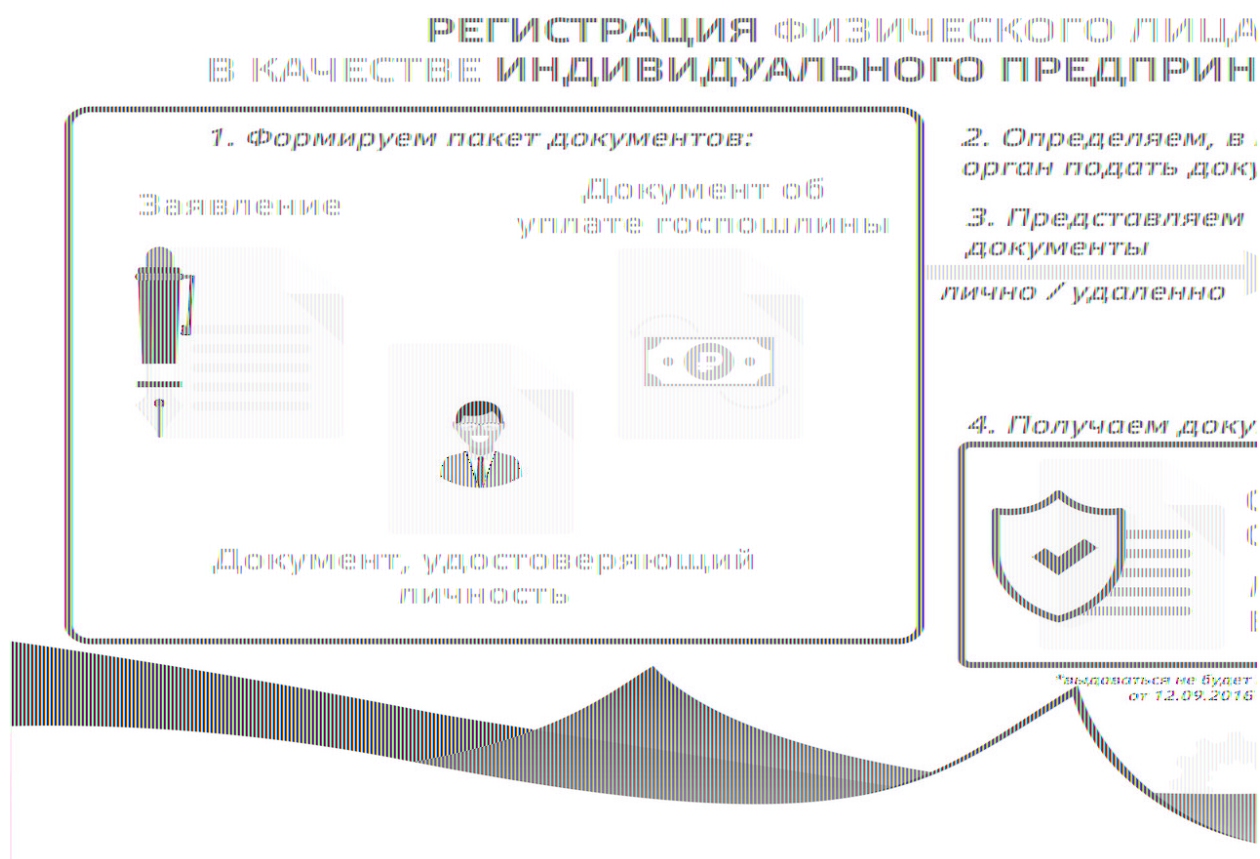 РЕГИСТРАЦИЯ ФИЗИЧЕСКОГО ЛИЦА
В КАЧЕСТВЕ ИНДИВИДУАЛЬНОГО ПРЕДПРИН
1. Формируем пакет документов:
Заявление
Документ об
уплате госпошлины
Документ, удостоверяющий
личность
2. Определяем, в
орган подать доку
3. Представляем
документы
лично / удаленно
4. Получаем доку
*выдоваться не будет
от 12.09.2016